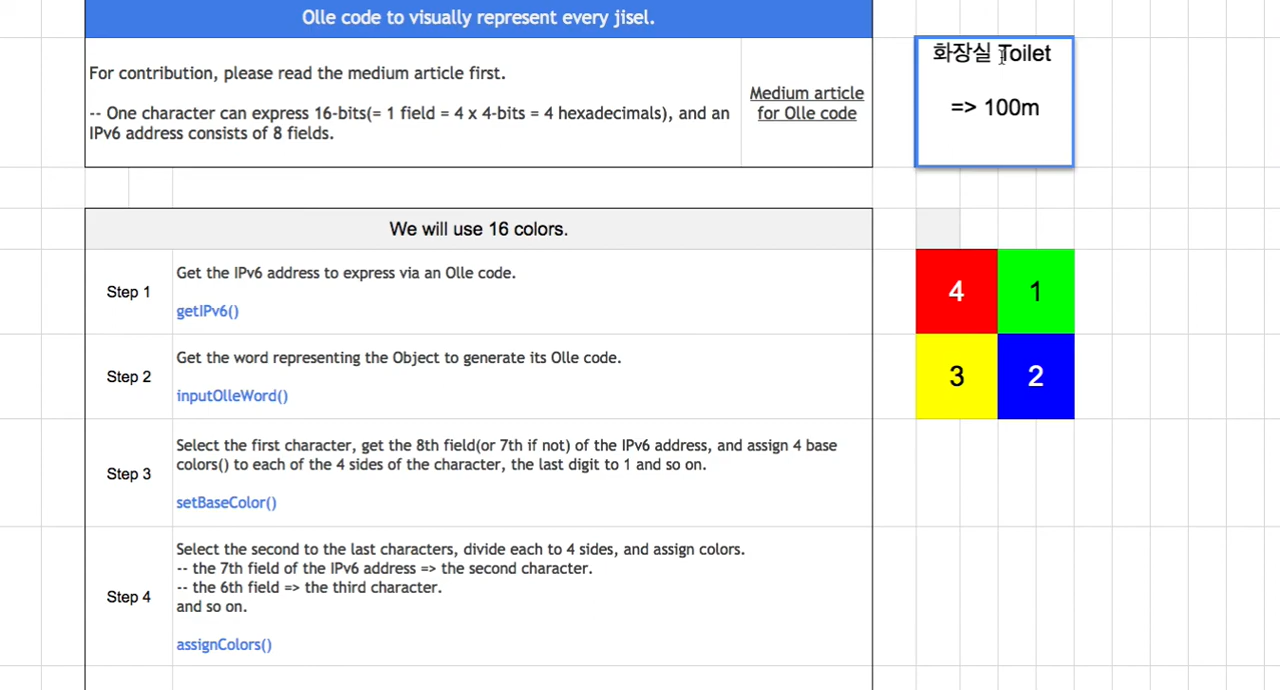 Olle code to visually represent every jisel.
For contribution, please read the medium article first.
-- One character can express 16-bits(= 1 field = 4 x 4-bits = 4 hexadecimals), and an
IPv6 address consists of 8 fields.
Medium article
for Olle code
화장실 Toilet
=> 100m
We will use 16 colors.
Step 1
Get the IPv6 address to express via an Olle code.
getIPv6()
Step 2
Get the word representing the Object to generate its Olle code.
inputOlleWord()
Step 3
Select the first character, get the 8th field(or 7th if not) of the IPv6 address, and assign 4 base
colors() to each of the 4 sides of the character, the last digit to 1 and so on.
setBaseColor()
Step 4
Select the second to the last characters, divide each to 4 sides, and assign colors.
-- the 7th field of the IPv6 address => the second character.
-- the 6th field => the third character.
and so on.
assignColors()
4 1
3 2